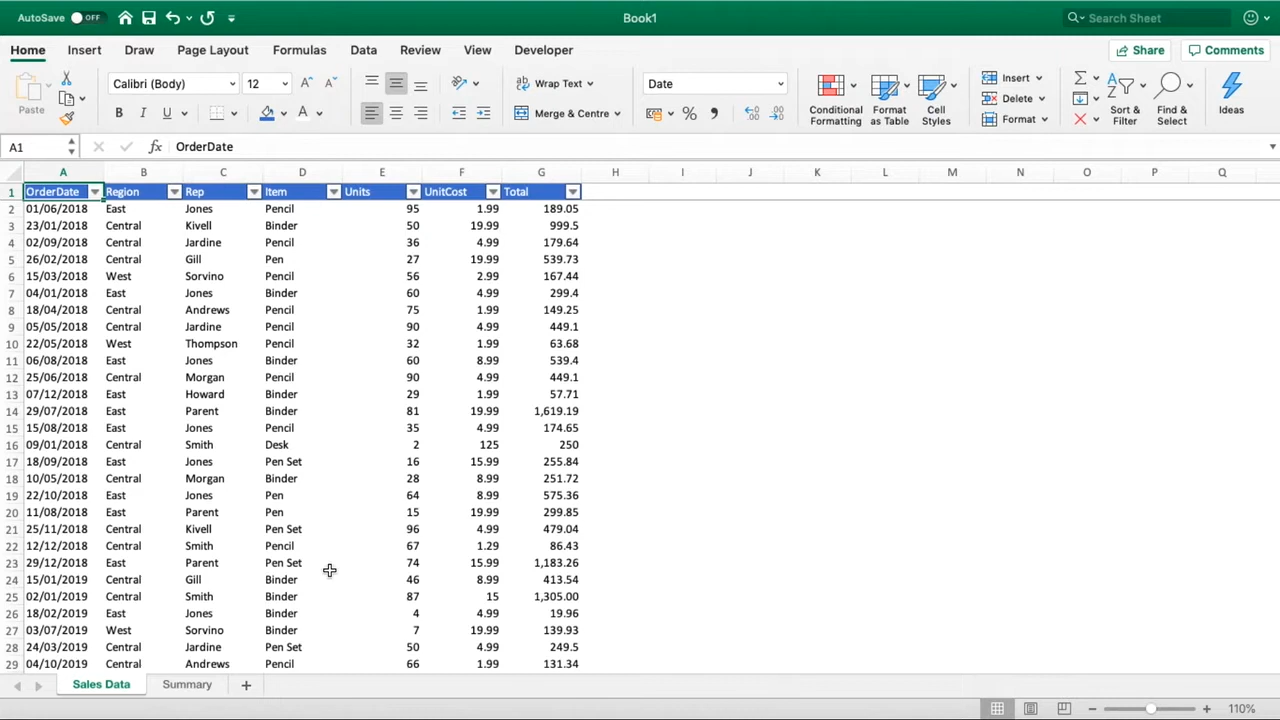 AutoSave OFF Book1 Search Sheet
Home Insert Draw Page Layout Formulas Data Review View Developer Share Comments
Paste Calibri (Body) 12 Wrap Text Date Conditional Formatting Format as Table Cell Styles Insert Sort & Filter Find & Select Ideas
B I U Merge & Centre % Delete
Format
A1 fx OrderDate
A B C D E F G H I J K L M N O P Q
1 OrderDate Region Rep Item Units UnitCost Total
2 01/06/2018 East Jones Pencil 95 1.99 189.05
3 23/01/2018 Central Kivell Binder 50 19.99 999.5
4 02/09/2018 Central Jardine Pencil 36 4.99 179.64
5 26/02/2018 Central Gill Pen 27 19.99 539.73
6 15/03/2018 West Sorvino Pencil 56 2.99 167.44
7 04/01/2018 East Jones Binder 60 4.99 299.4
8 18/04/2018 Central Andrews Pencil 75 1.99 149.25
9 05/05/2018 Central Jardine Pencil 90 4.99 449.1
10 22/05/2018 West Thompson Pencil 32 1.99 63.68
11 06/08/2018 East Jones Binder 60 8.99 539.4
12 25/06/2018 Central Morgan Pencil 90 4.99 449.1
13 07/12/2018 East Howard Binder 29 1.99 57.71
14 29/07/2018 East Parent Binder 81 19.99 1,619.19
15 15/08/2018 East Jones Pencil 35 4.99 174.65
16 09/01/2018 Central Smith Desk 2 125 250
17 18/09/2018 East Jones Pen Set 16 15.99 255.84
18 10/05/2018 Central Morgan Binder 28 8.99 251.72
19 22/10/2018 East Jones Pen 64 8.99 575.36
20 11/08/2018 East Parent Pen 15 19.99 299.85
21 25/11/2018 Central Kivell Pen Set 96 4.99 479.04
22 12/12/2018 Central Smith Pencil 67 1.29 86.43
23 29/12/2018 East Parent Pen Set 74 15.99 1,183.26
24 15/01/2019 Central Gill Binder 46 8.99 413.54
25 02/01/2019 Central Smith Binder 87 15 1,305.00
26 18/02/2019 East Jones Binder 4 4.99 19.96
27 03/07/2019 West Sorvino Binder 7 19.99 139.93
28 24/03/2019 Central Jardine Pen Set 50 4.99 249.5
29 04/10/2019 Central Andrews Pencil 66 1.99 131.34
Sales Data Summary +
110%